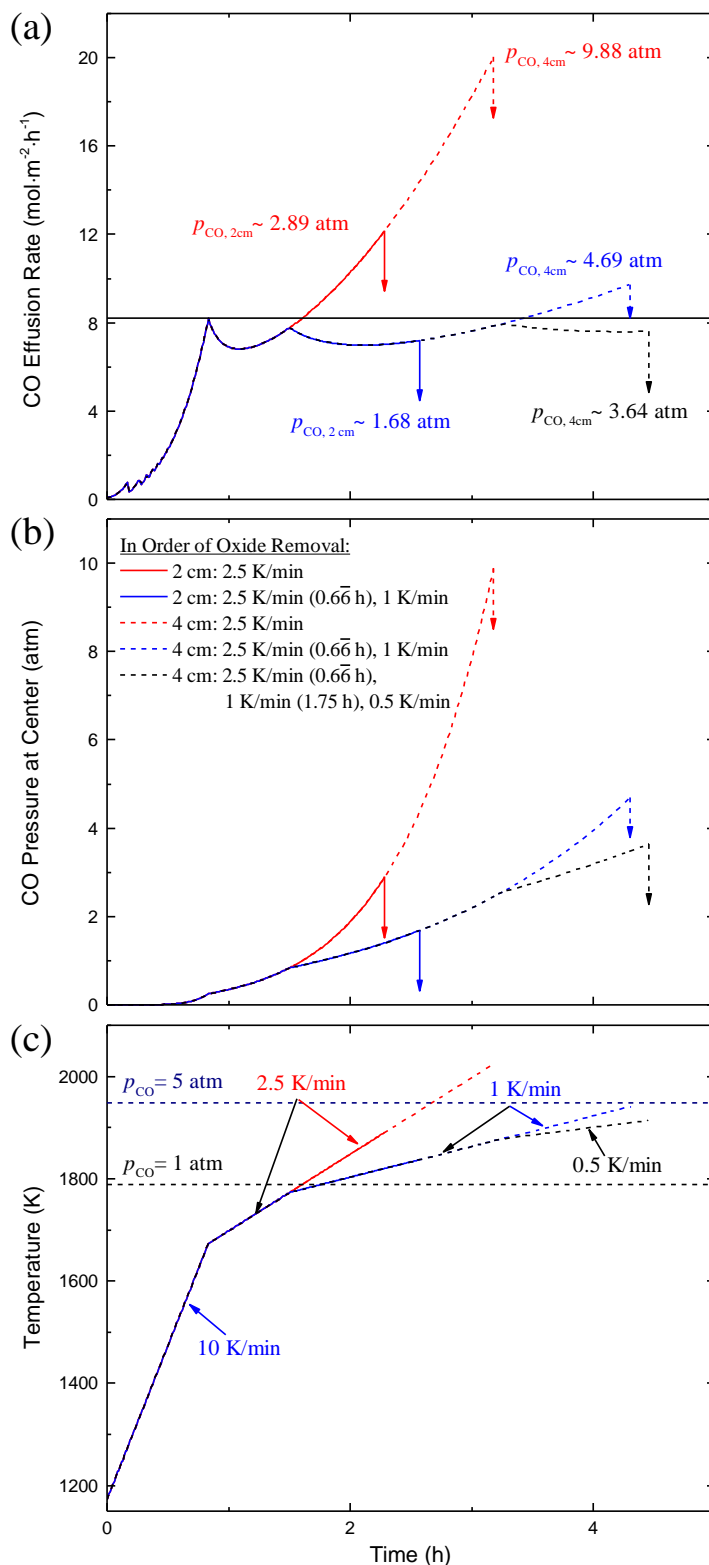 (a)
20
16
12
8
4
0
CO Effusion Rate (mol·m⁻²·h⁻¹)
p_CO, 4cm ~ 9.88 atm
p_CO, 2cm ~ 2.89 atm
p_CO, 4cm ~ 4.69 atm
p_CO, 2 cm ~ 1.68 atm
p_CO, 4cm ~ 3.64 atm
(b)
10
8
6
4
2
0
CO Pressure at Center (atm)
In Order of Oxide Removal:
2 cm: 2.5 K/min
2 cm: 2.5 K/min (0.66̅ h), 1 K/min
4 cm: 2.5 K/min
4 cm: 2.5 K/min (0.66̅ h), 1 K/min
4 cm: 2.5 K/min (0.66̅ h),
1 K/min (1.75 h), 0.5 K/min
(c)
2000
1800
1600
1400
1200
Temperature (K)
p_CO = 5 atm
2.5 K/min
1 K/min
p_CO = 1 atm
0.5 K/min
10 K/min
0
2
4
Time (h)